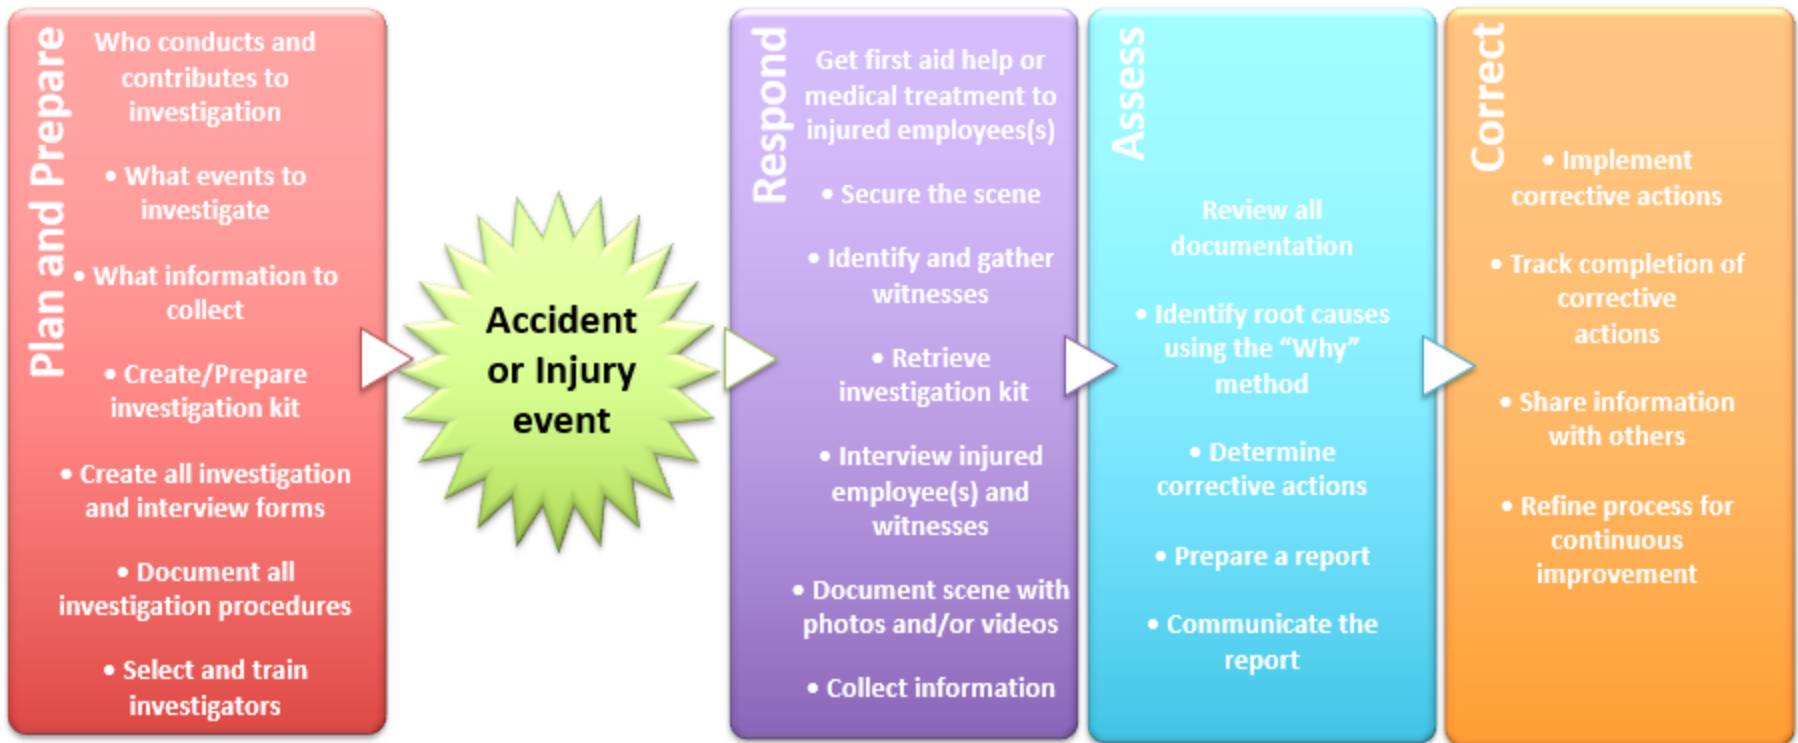 Plan and Prepare
Who conducts and
contributes to
investigation
• What events to
investigate
• What information to
collect
• Create/Prepare
investigation kit
• Create all investigation
and interview forms
• Document all
investigation procedures
• Select and train
investigators
Accident
or Injury
event
Respond
Get first aid help or
medical treatment to
injured employees(s)
• Secure the scene
• Identify and gather
witnesses
• Retrieve
investigation kit
• Interview injured
employee(s) and
witnesses
• Document scene with
photos and/or videos
• Collect information
Assess
Review all
documentation
• Identify root causes
using the “Why”
method
• Determine
corrective actions
• Prepare a report
• Communicate the
report
Correct
• Implement
corrective actions
• Track completion of
corrective
actions
• Share information
with others
• Refine process for
continuous
improvement